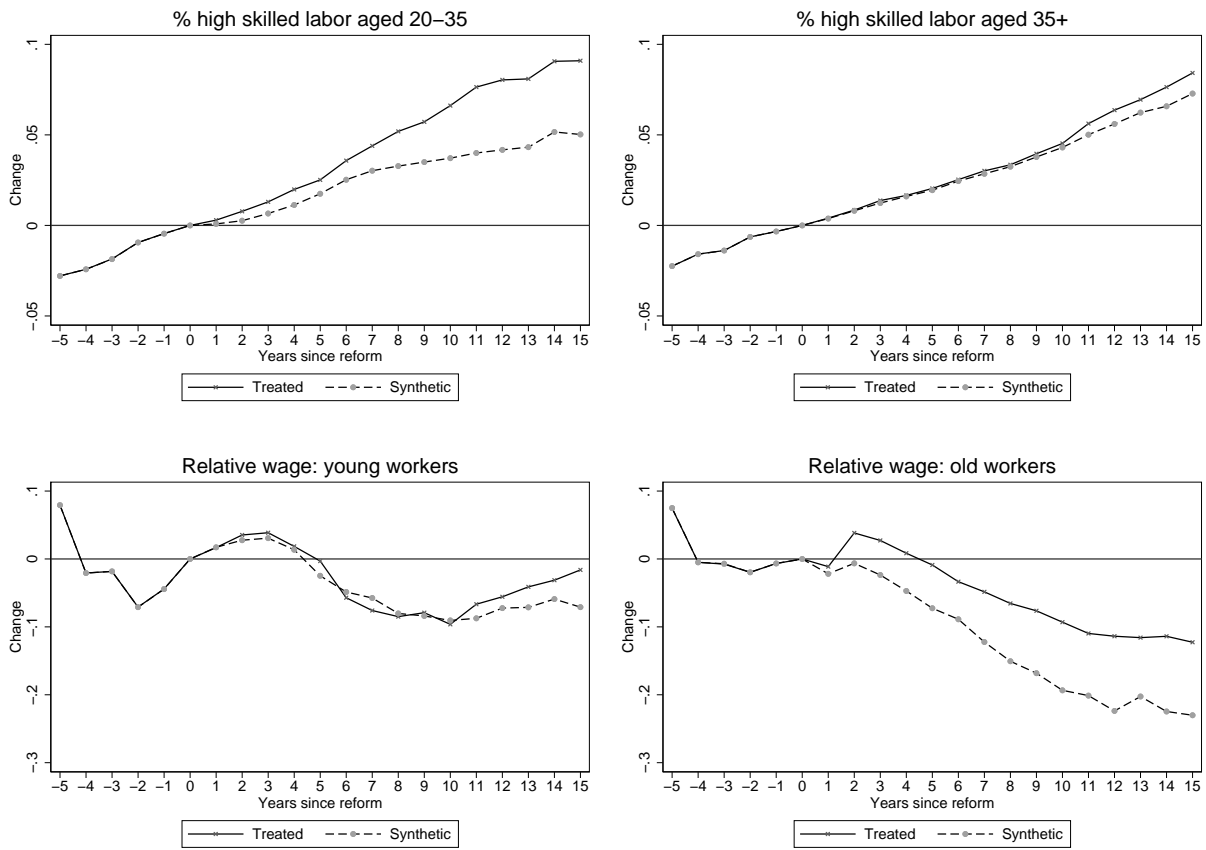 % high skilled labor aged 20−35
.1
.05
0
−.05
Change
−5 −4 −3 −2 −1 0 1 2 3 4 5 6 7 8 9 10 11 12 13 14 15
Years since reform
Treated Synthetic
% high skilled labor aged 35+
.1
.05
0
−.05
Change
−5 −4 −3 −2 −1 0 1 2 3 4 5 6 7 8 9 10 11 12 13 14 15
Years since reform
Treated Synthetic
Relative wage: young workers
.1
0
−.1
−.2
−.3
Change
−5 −4 −3 −2 −1 0 1 2 3 4 5 6 7 8 9 10 11 12 13 14 15
Years since reform
Treated Synthetic
Relative wage: old workers
.1
0
−.1
−.2
−.3
Change
−5 −4 −3 −2 −1 0 1 2 3 4 5 6 7 8 9 10 11 12 13 14 15
Years since reform
Treated Synthetic